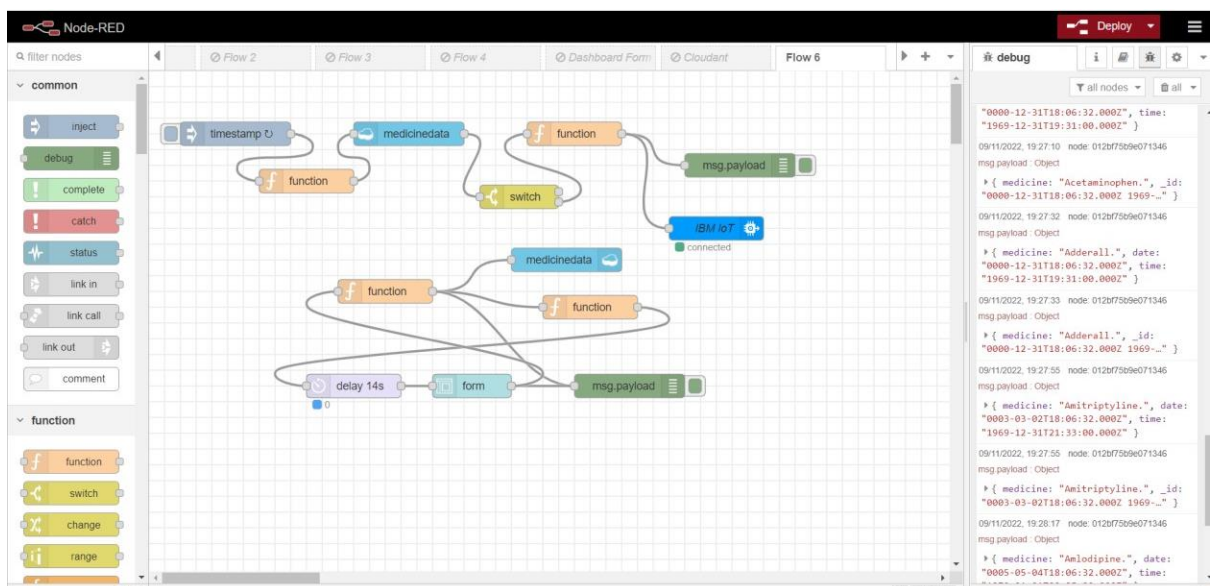 Node-RED
Deploy
filter nodes
Flow 2
Flow 3
Flow 4
Dashboard Form
Cloudant
Flow 6
debug
i
all nodes
all
common
inject
debug
complete
catch
status
link in
link call
link out
comment
function
function
switch
change
range
timestamp ↻
function
medicinedata
switch
function
msg.payload
IBM IoT
connected
medicinedata
function
function
delay 14s
0
form
msg.payload
"0000-12-31T18:06:32.000Z", time:
"1969-12-31T19:31:00.000Z" }
09/11/2022, 19:27:10 node: 012bf75b9e071346
msg.payload : Object
{ medicine: "Acetaminophen.", _id:
"0000-12-31T18:06:32.000Z 1969-…" }
09/11/2022, 19:27:32 node: 012bf75b9e071346
msg.payload : Object
{ medicine: "Adderall.", date:
"0000-12-31T18:06:32.000Z", time:
"1969-12-31T19:31:00.000Z" }
09/11/2022, 19:27:33 node: 012bf75b9e071346
msg.payload : Object
{ medicine: "Adderall.", _id:
"0000-12-31T18:06:32.000Z 1969-…" }
09/11/2022, 19:27:55 node: 012bf75b9e071346
msg.payload : Object
{ medicine: "Amitriptyline.", date:
"0003-03-02T18:06:32.000Z", time:
"1969-12-31T21:33:00.000Z" }
09/11/2022, 19:27:55 node: 012bf75b9e071346
msg.payload : Object
{ medicine: "Amitriptyline.", _id:
"0003-03-02T18:06:32.000Z 1969-…" }
09/11/2022, 19:28:17 node: 012bf75b9e071346
msg.payload : Object
{ medicine: "Amlodipine.", date:
"0005-05-04T18:06:32.000Z", time: